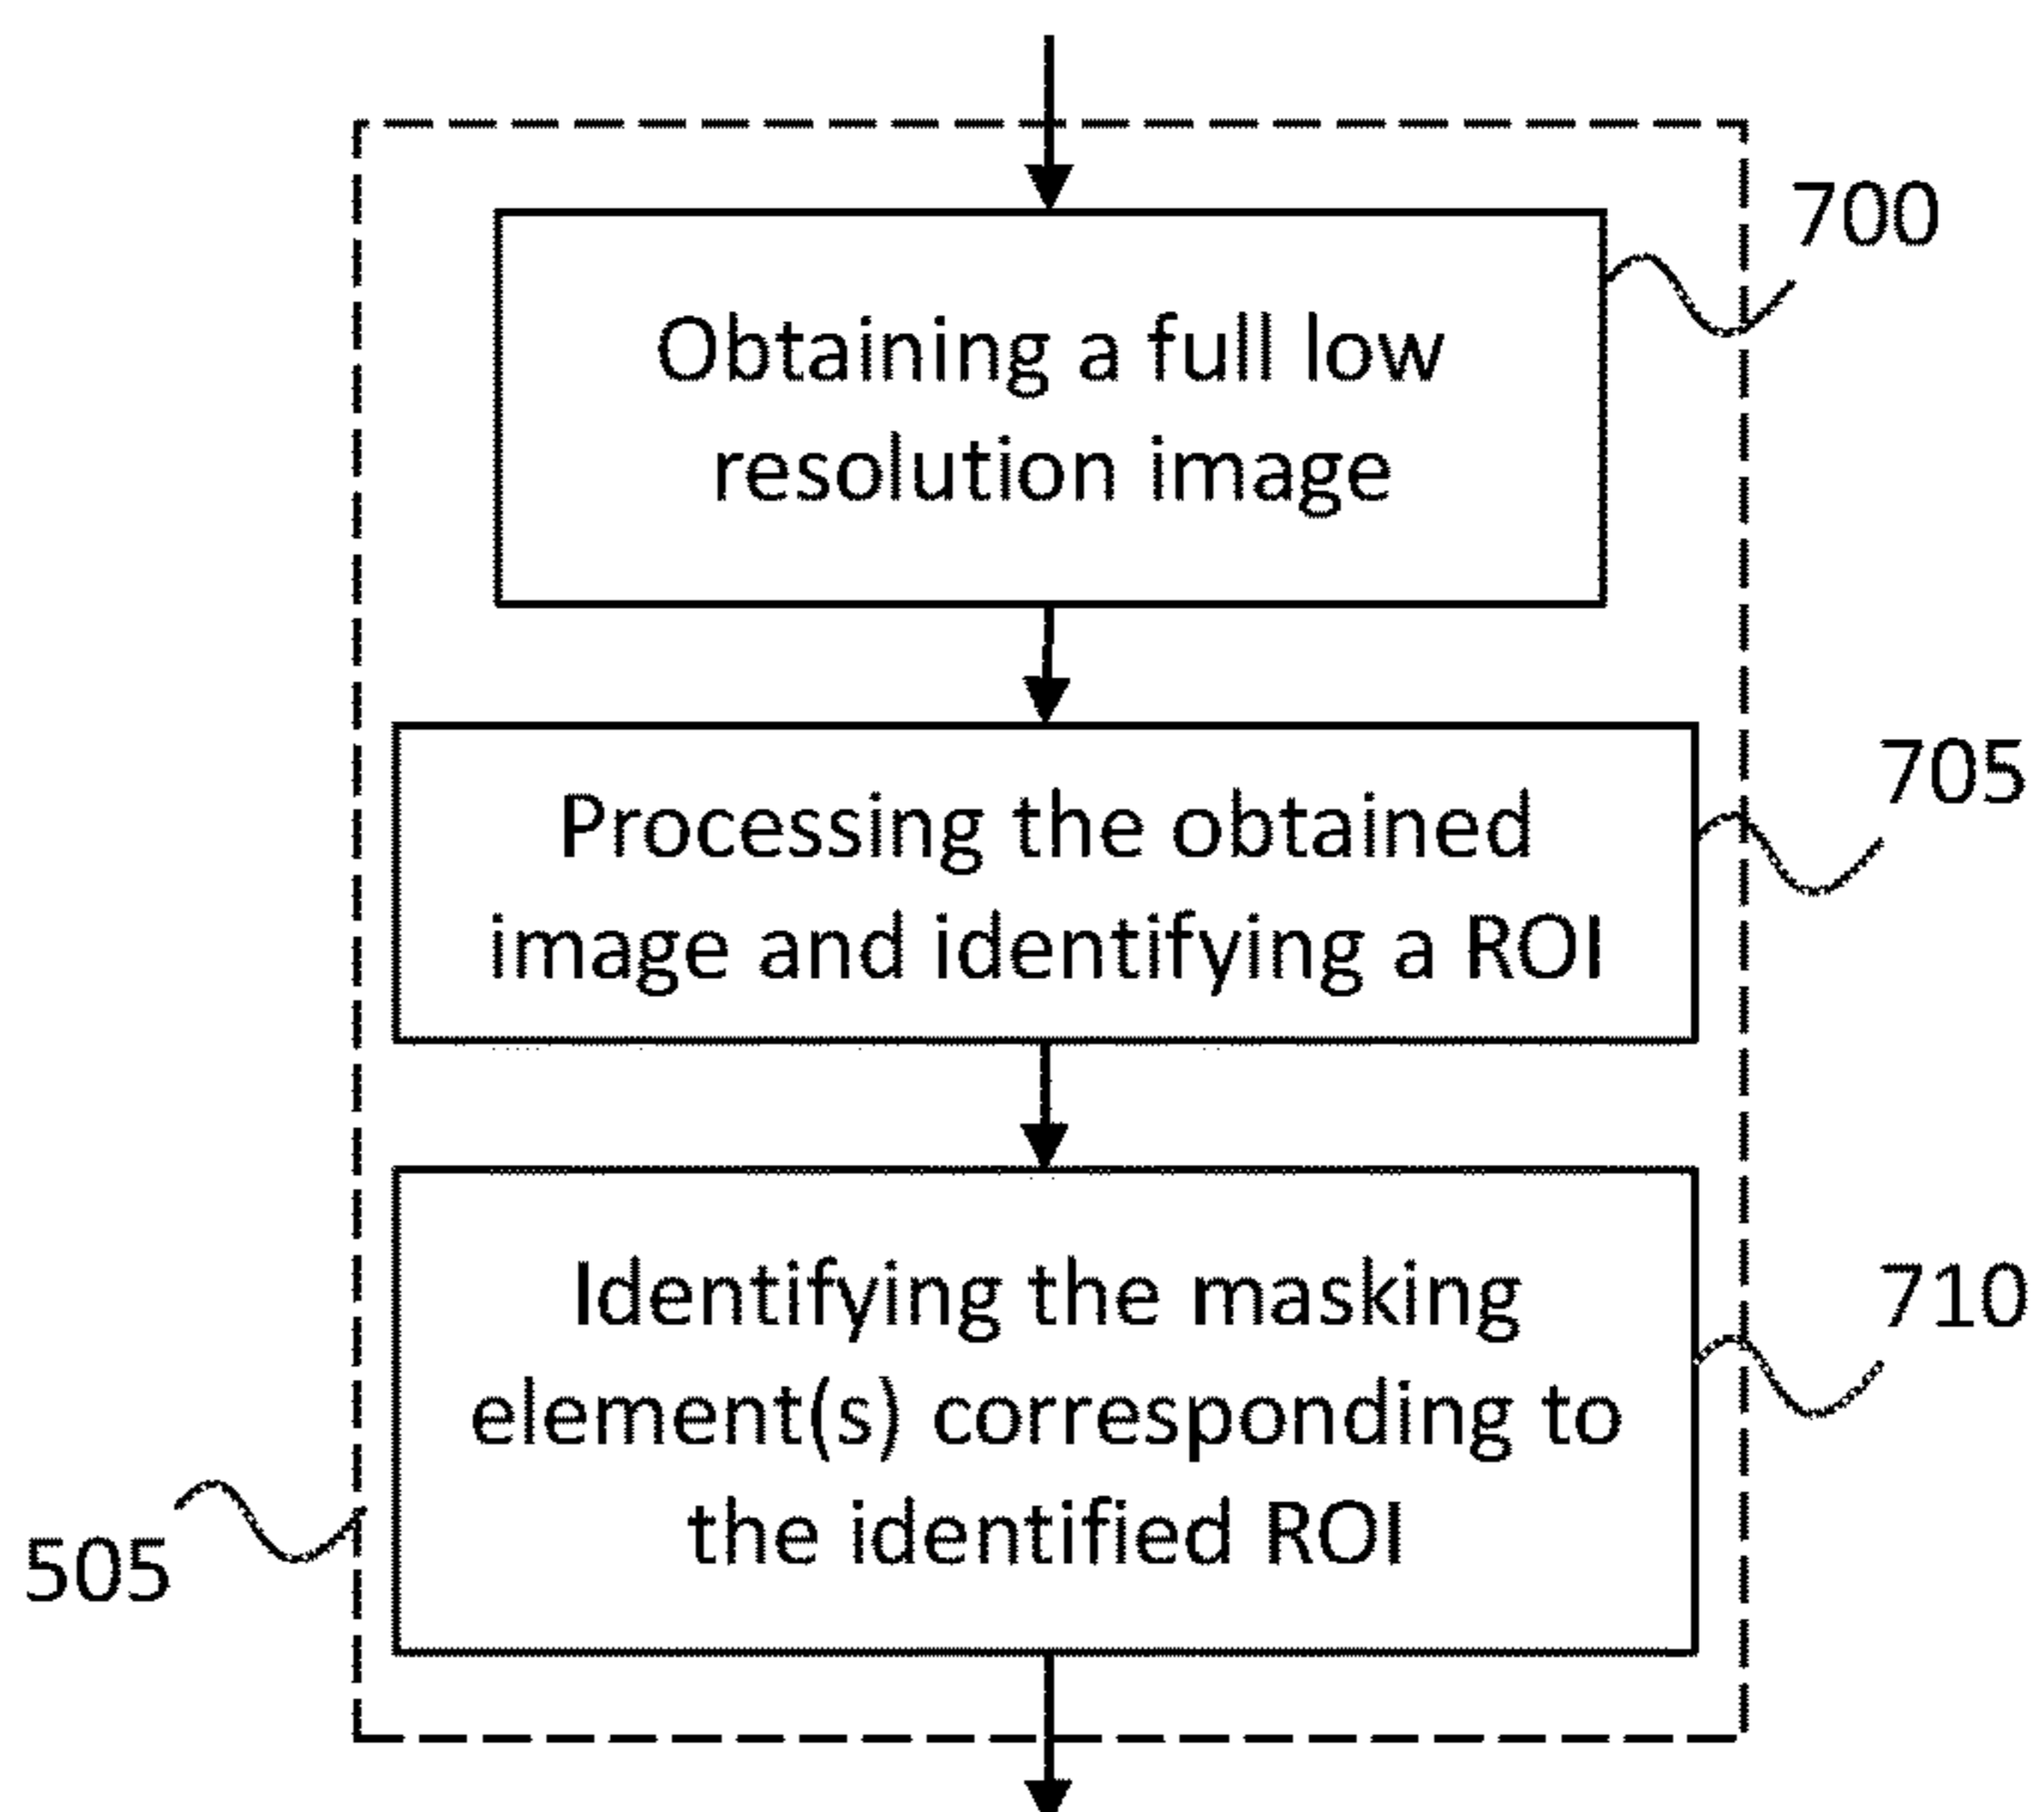 700
Obtaining a full low
resolution image
705
Processing the obtained
image and identifying a ROI
710
Identifying the masking
element(s) corresponding to
the identified ROI
505